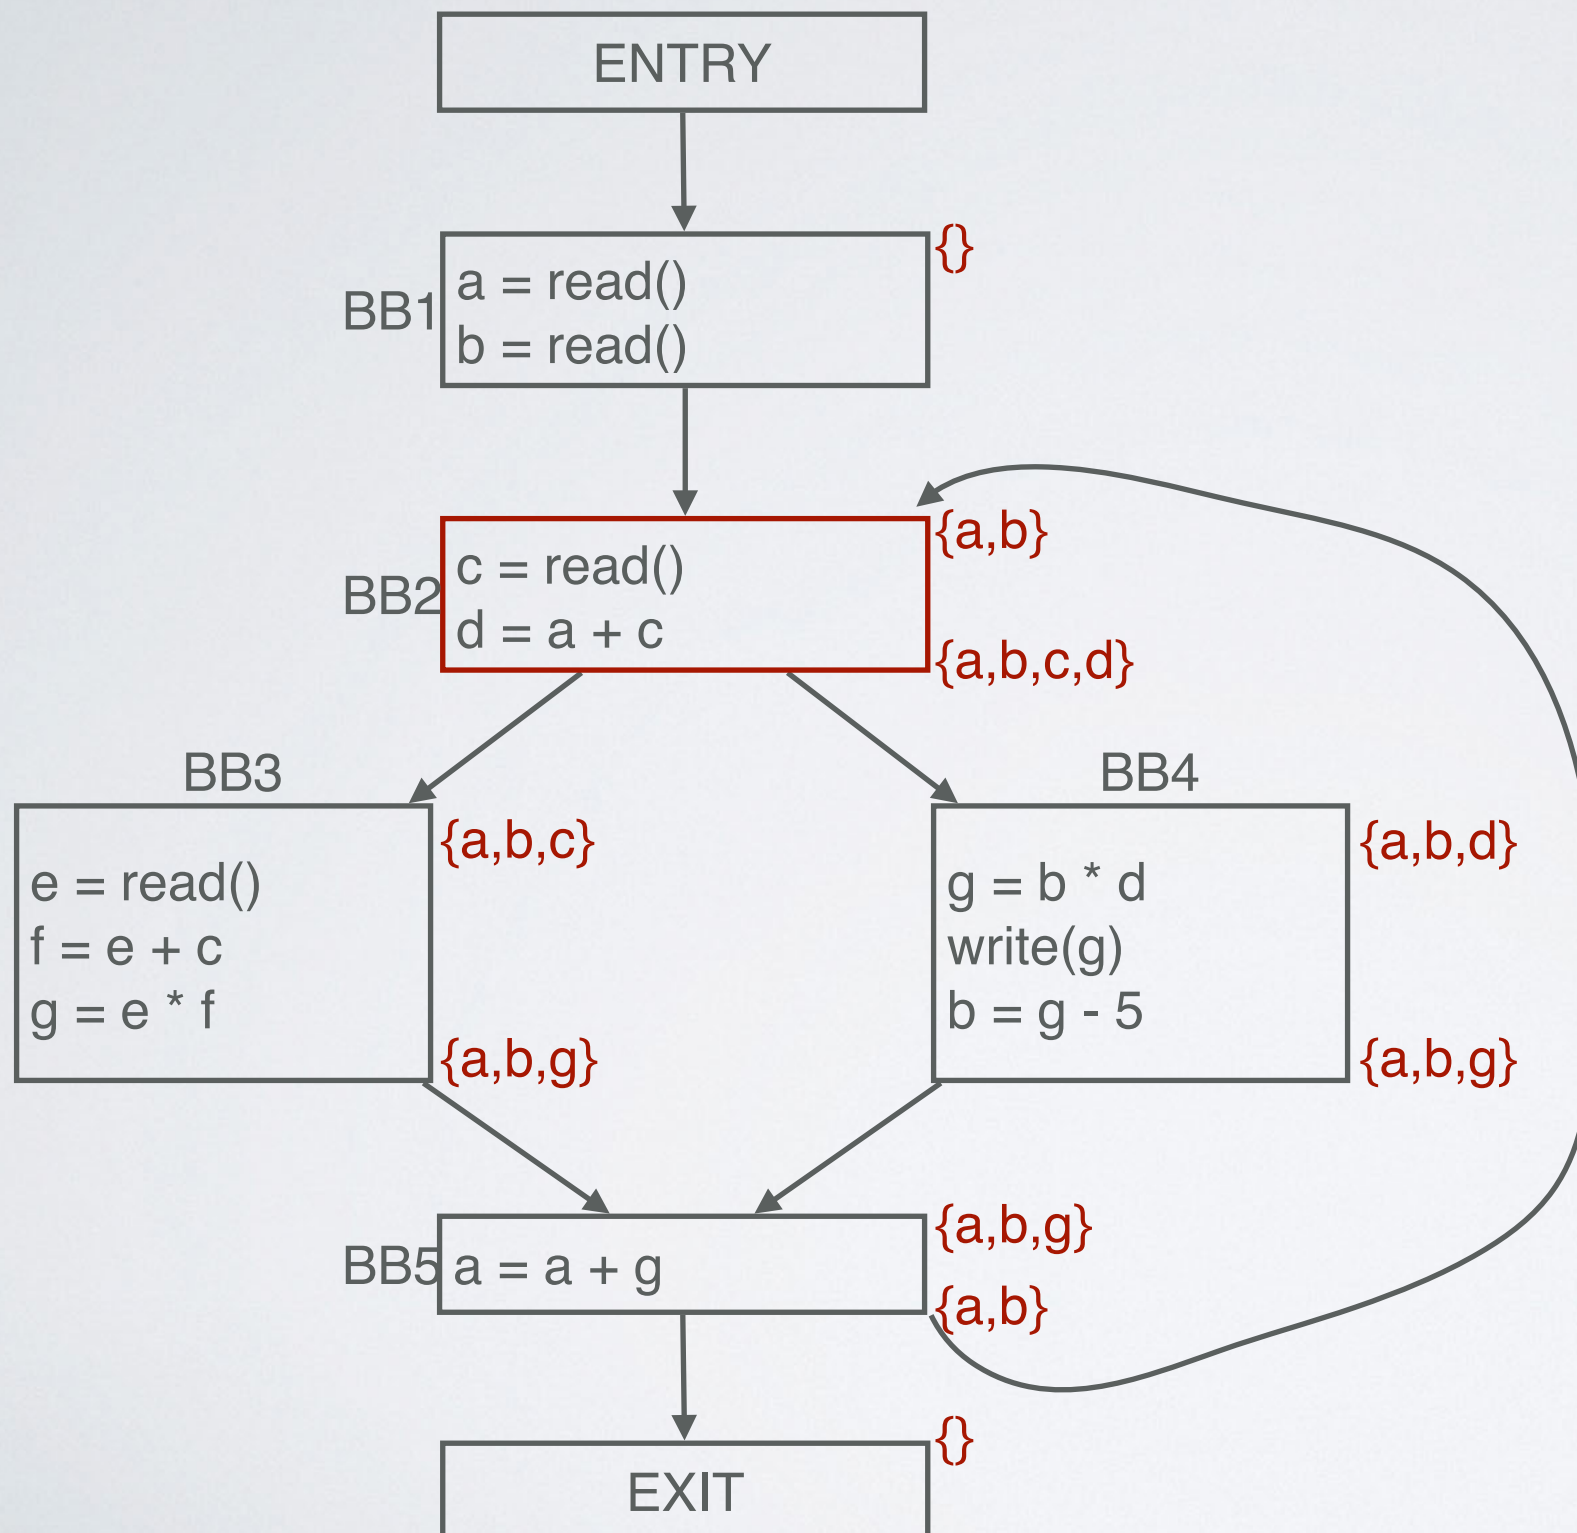 ENTRY
{}
BB1
a = read()
b = read()
{a,b}
BB2
c = read()
d = a + c
{a,b,c,d}
BB3
{a,b,c}
e = read()
f = e + c
g = e * f
{a,b,g}
BB4
{a,b,d}
g = b * d
write(g)
b = g - 5
{a,b,g}
{a,b,g}
BB5
a = a + g
{a,b}
{}
EXIT